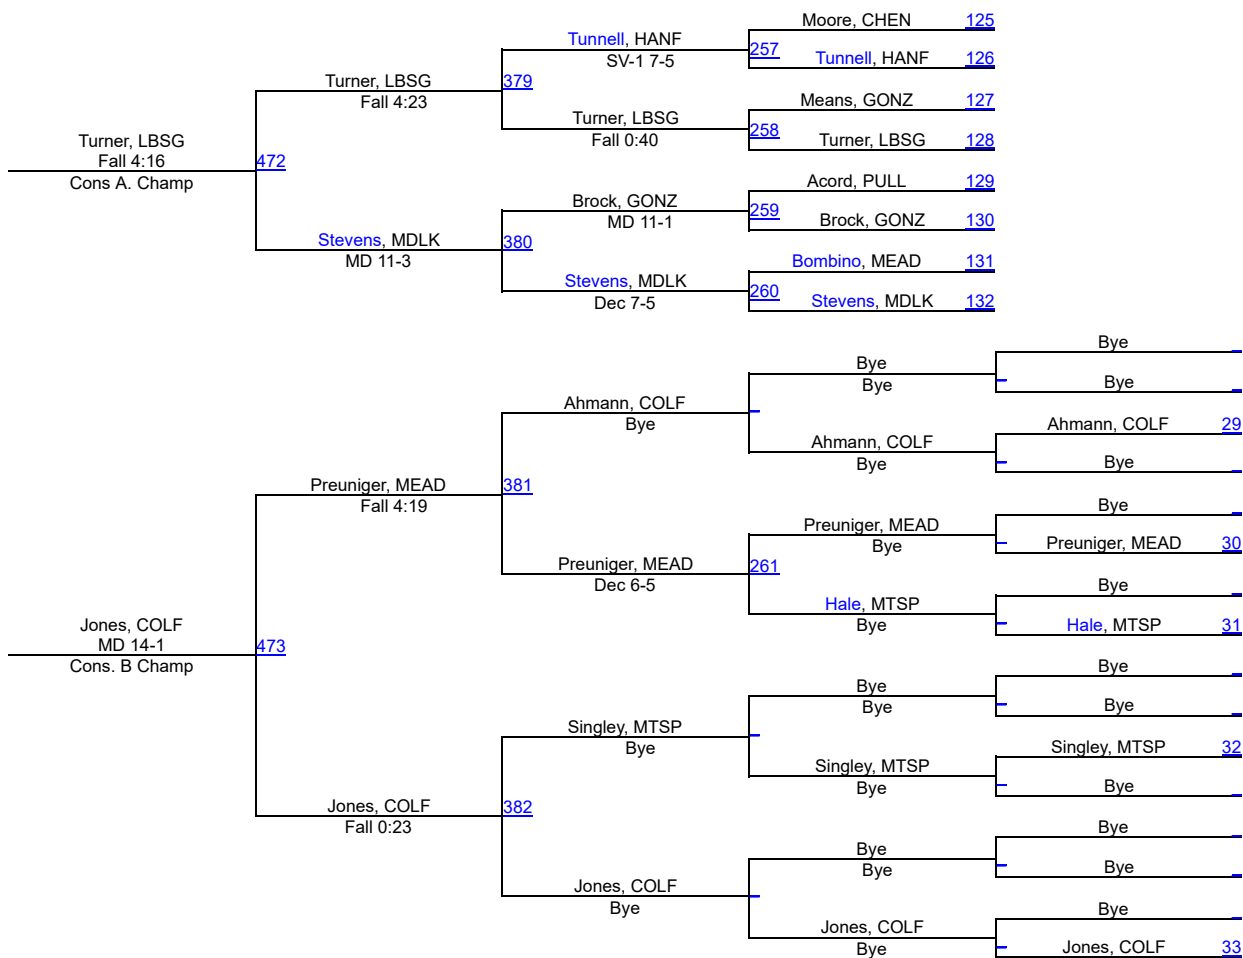 Moore, CHEN 125
Tunnell, HANF
SV-1 7-5
257
Tunnell, HANF 126
Turner, LBSG
Fall 4:23
379
Means, GONZ 127
Turner, LBSG
Fall 0:40
258
Turner, LBSG 128
Turner, LBSG
Fall 4:16
Cons A. Champ
472
Acord, PULL 129
Brock, GONZ
MD 11-1
259
Brock, GONZ 130
Stevens, MDLK
MD 11-3
380
Bombino, MEAD 131
Stevens, MDLK
Dec 7-5
260
Stevens, MDLK 132
Bye
Bye
Bye
Bye
Ahmann, COLF
Bye
Ahmann, COLF 29
Ahmann, COLF
Bye
Bye
Preuniger, MEAD
Fall 4:19
381
Bye
Preuniger, MEAD
Bye
Preuniger, MEAD 30
Preuniger, MEAD
Dec 6-5
261
Bye
Hale, MTSP
Bye
Hale, MTSP 31
Jones, COLF
MD 14-1
Cons. B Champ
473
Bye
Bye
Bye
Bye
Singley, MTSP
Bye
Singley, MTSP 32
Singley, MTSP
Bye
Bye
Jones, COLF
Fall 0:23
382
Bye
Bye
Bye
Bye
Jones, COLF
Bye
Bye
Jones, COLF
Bye
Jones, COLF 33